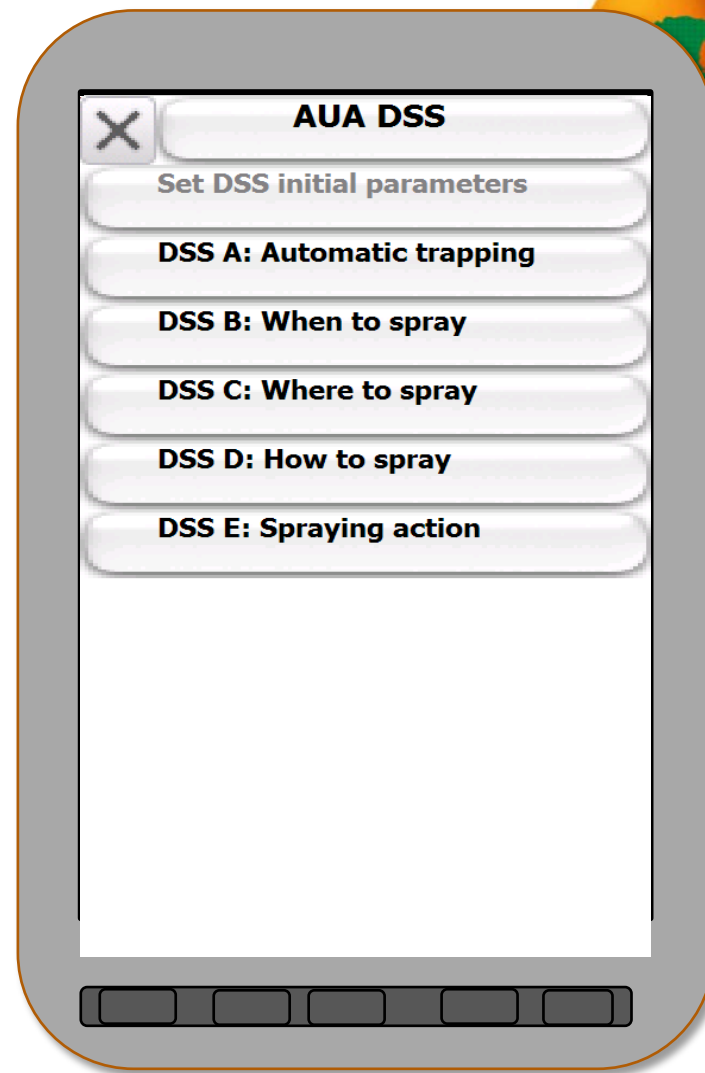 AUA DSS
Set DSS initial parameters
DSS A: Automatic trapping
DSS B: When to spray
DSS C: Where to spray
DSS D: How to spray
DSS E: Spraying action